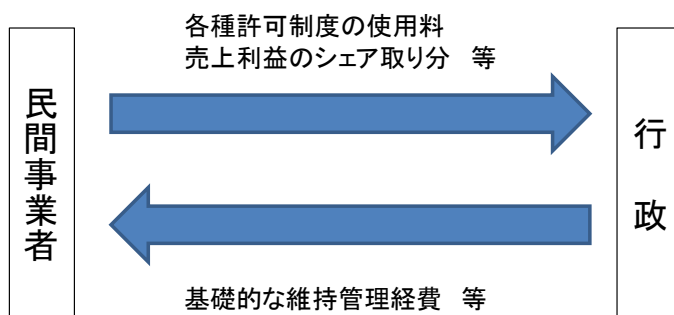 各種許可制度の使用料
売上利益のシェア取り分　等
民間事業者
行政
基礎的な維持管理経費　等